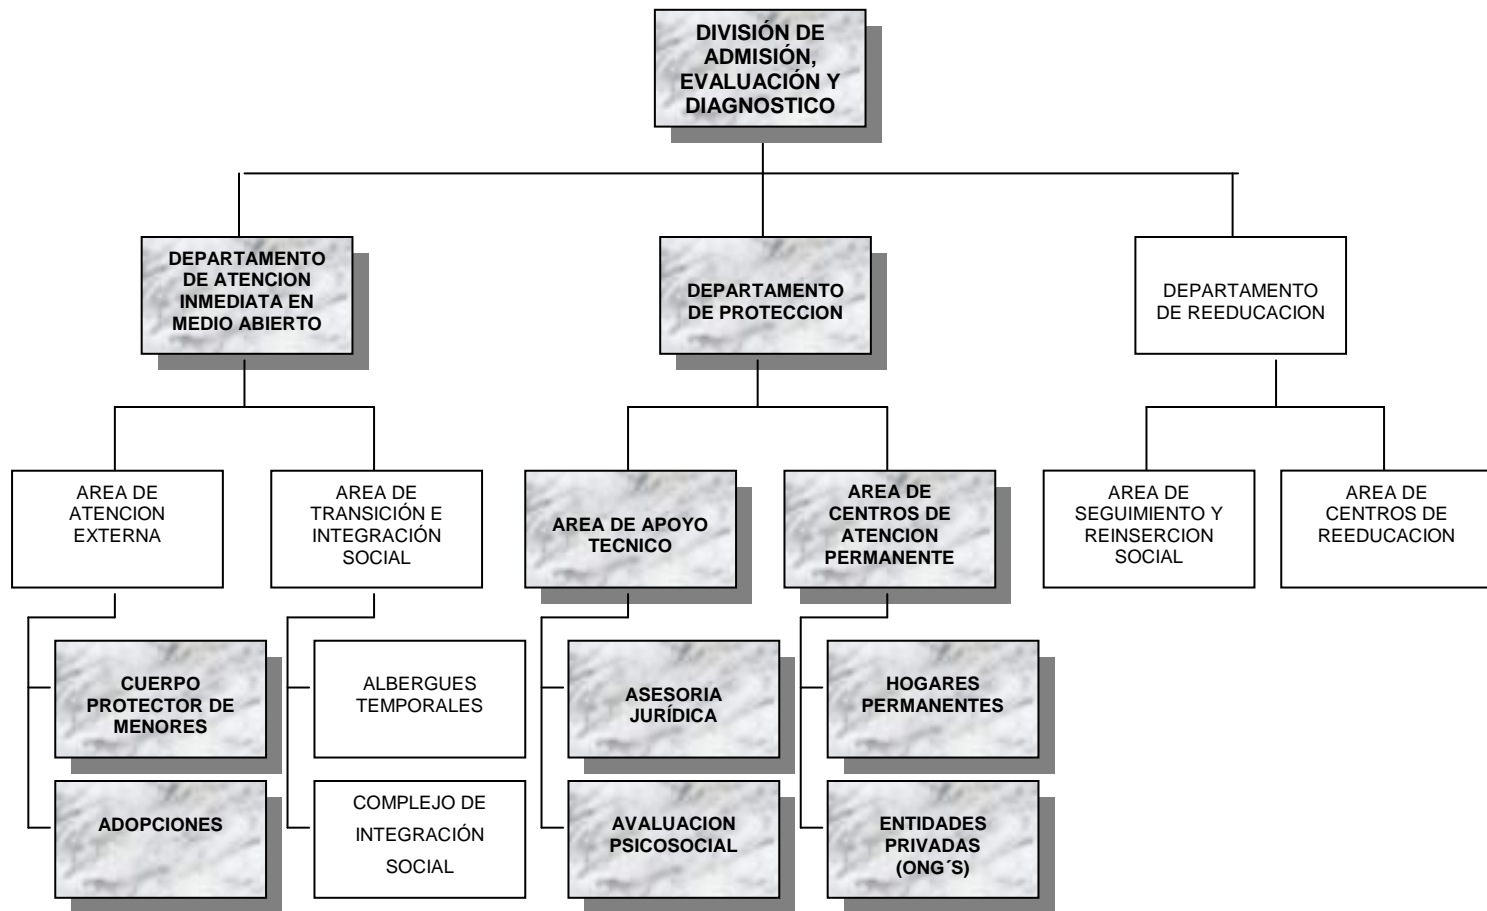 DIVISIÓN DE
ADMISIÓN,
EVALUACIÓN Y
DIAGNOSTICO
DEPARTAMENTO
DE ATENCION
INMEDIATA EN
MEDIO ABIERTO
DEPARTAMENTO
DE PROTECCION
DEPARTAMENTO
DE REEDUCACION
AREA DE
ATENCION
EXTERNA
AREA DE
TRANSICIÓN E
INTEGRACIÓN
SOCIAL
AREA DE APOYO
TECNICO
AREA DE
CENTROS DE
ATENCION
PERMANENTE
AREA DE
SEGUIMIENTO Y
REINSERCION
SOCIAL
AREA DE
CENTROS DE
REEDUCACION
CUERPO
PROTECTOR DE
MENORES
ALBERGUES
TEMPORALES
ASESORIA
JURÍDICA
HOGARES
PERMANENTES
ADOPCIONES
COMPLEJO DE
INTEGRACIÓN
SOCIAL
AVALUACION
PSICOSOCIAL
ENTIDADES
PRIVADAS
(ONG´S)